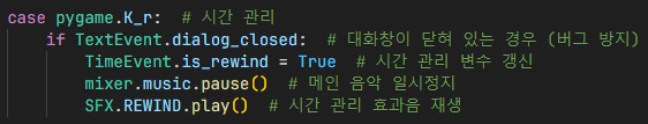 case pygame.K_r:  # 시간 관리
    if TextEvent.dialog_closed:  # 대화창이 닫혀 있는 경우 (버그 방지)
        TimeEvent.is_rewind = True  # 시간 관리 변수 갱신
        mixer.music.pause()  # 메인 음악 일시정지
        SFX.REWIND.play()  # 시간 관리 효과음 재생